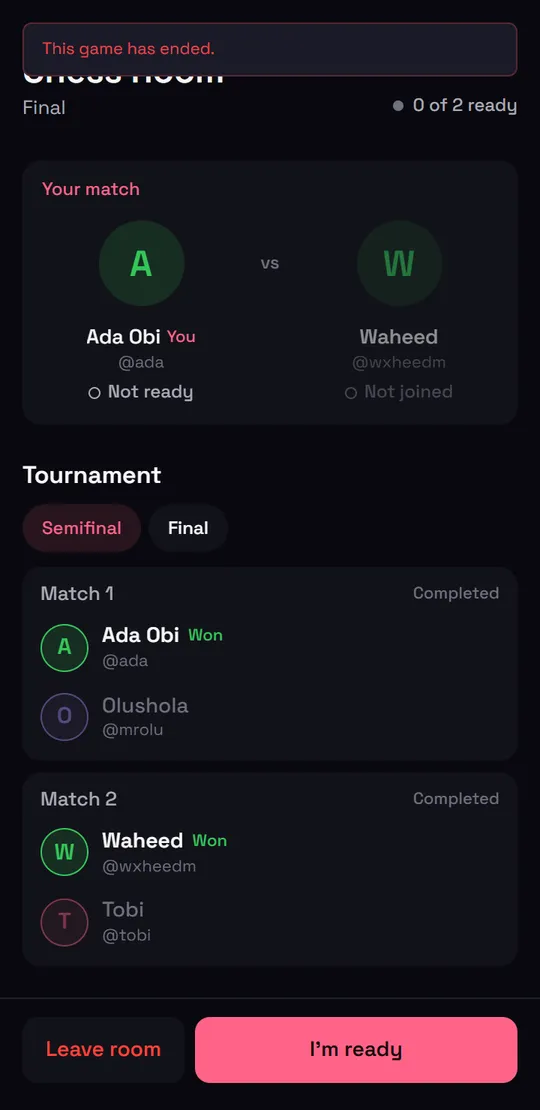 This game has ended.
Chess Room
Final
0 of 2 ready
Your match
A
vs
W
Ada Obi You
Waheed
@ada
@wxheedm
Not ready
Not joined
Tournament
Semifinal
Final
Match 1
Completed
A
Ada Obi Won
@ada
O
Olushola
@mrolu
Match 2
Completed
W
Waheed Won
@wxheedm
T
Tobi
@tobi
Leave room
I'm ready